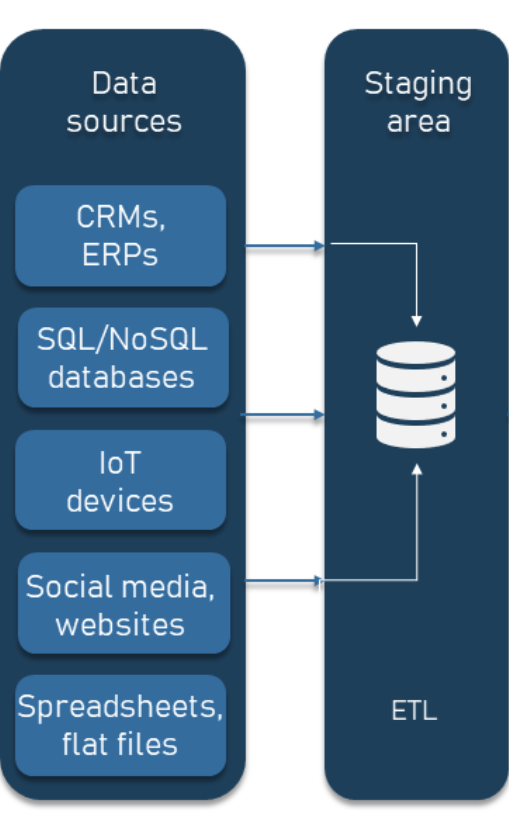 Data
sources
CRMs,
ERPs
SQL/NoSQL
databases
IoT
devices
Social media,
websites
Spreadsheets,
flat files
Staging
area
ETL